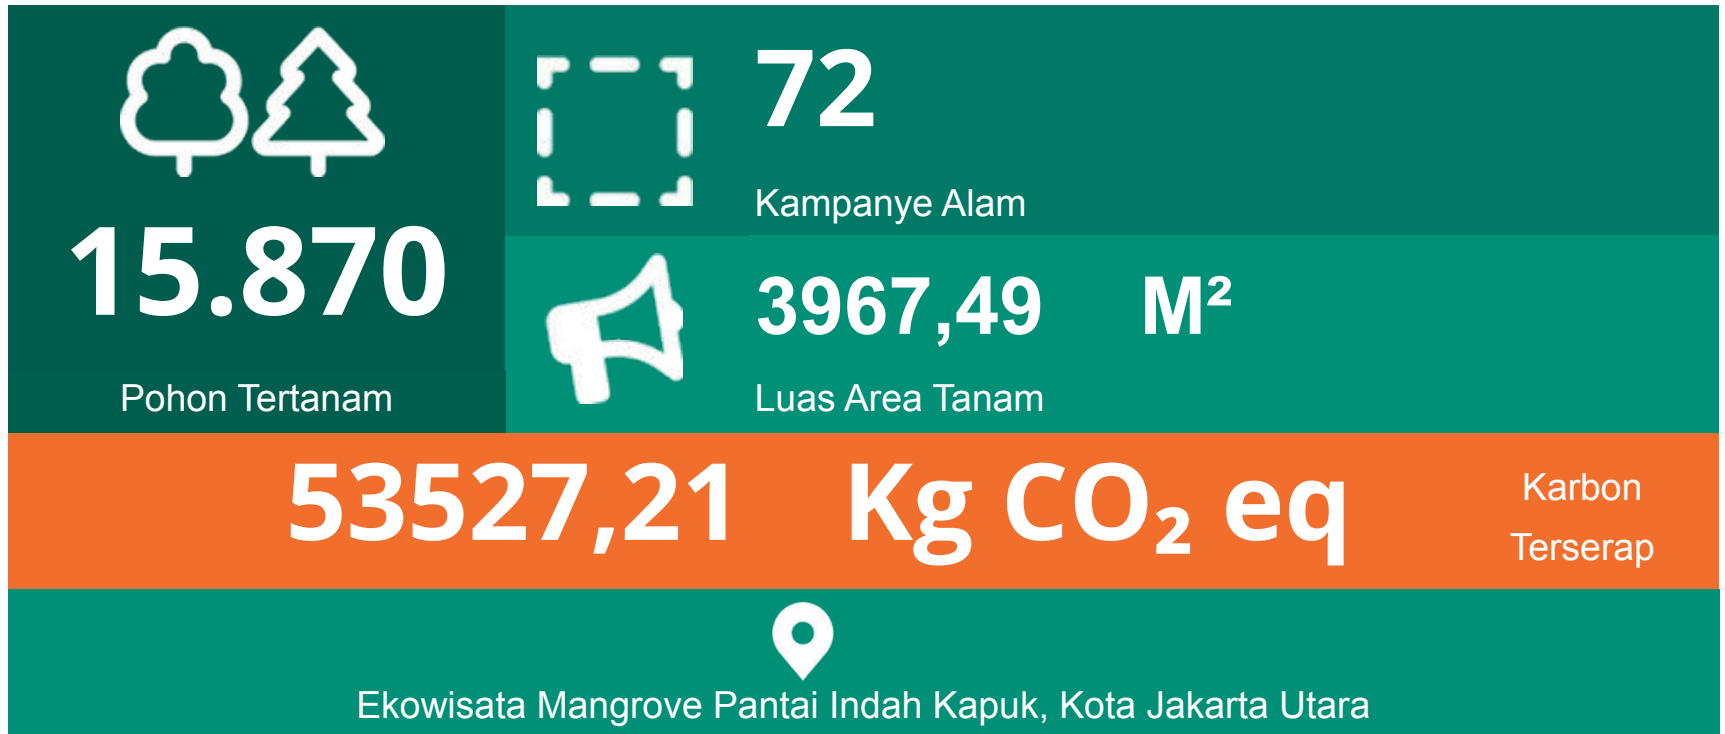 15.870
Pohon Tertanam
72
Kampanye Alam
3967,49 M²
Luas Area Tanam
53527,21 Kg CO₂ eq
Karbon
Terserap
Ekowisata Mangrove Pantai Indah Kapuk, Kota Jakarta Utara